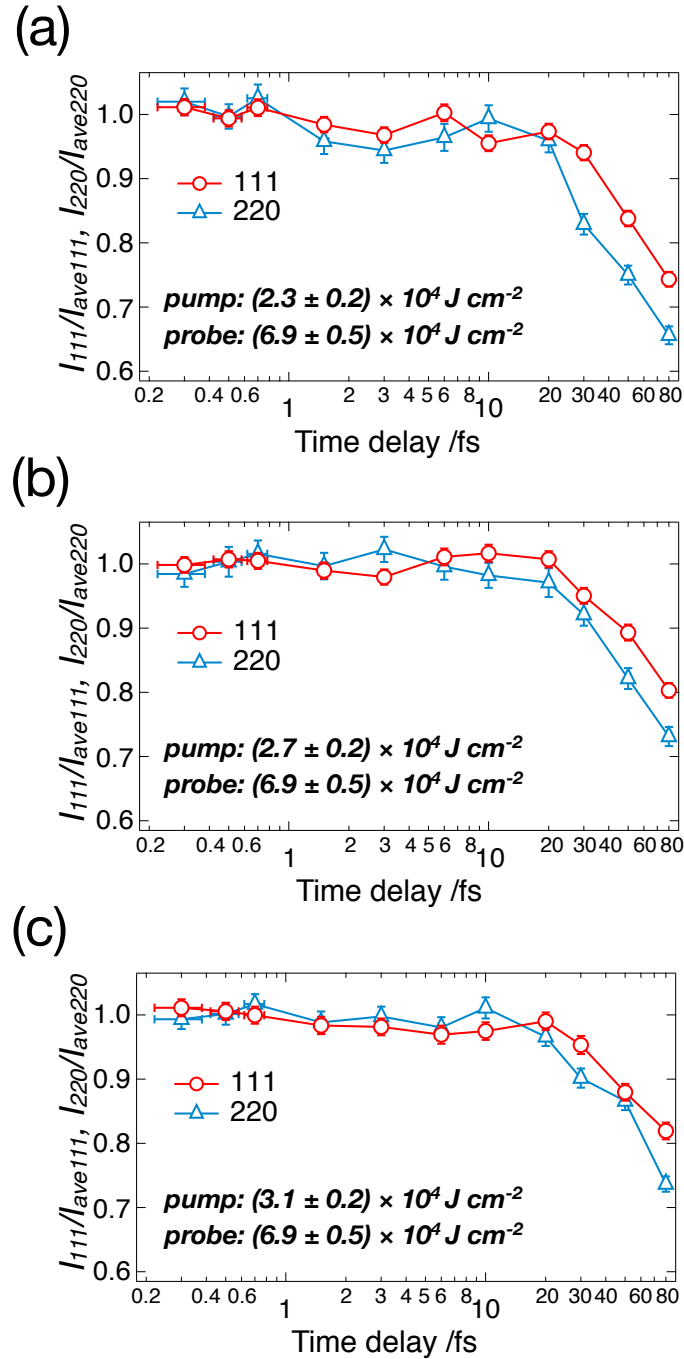 (a)
I111/Iave111, I220/Iave220
1.0
0.9
0.8
0.7
0.6
111
220
pump: (2.3 ± 0.2) × 10⁴ J cm⁻²
probe: (6.9 ± 0.5) × 10⁴ J cm⁻²
0.2 0.4 0.6 1 2 3 4 5 6 8 10 20 30 40 60 80
Time delay /fs
(b)
I111/Iave111, I220/Iave220
1.0
0.9
0.8
0.7
0.6
111
220
pump: (2.7 ± 0.2) × 10⁴ J cm⁻²
probe: (6.9 ± 0.5) × 10⁴ J cm⁻²
0.2 0.4 0.6 1 2 3 4 5 6 8 10 20 30 40 60 80
Time delay /fs
(c)
I111/Iave111, I220/Iave220
1.0
0.9
0.8
0.7
0.6
111
220
pump: (3.1 ± 0.2) × 10⁴ J cm⁻²
probe: (6.9 ± 0.5) × 10⁴ J cm⁻²
0.2 0.4 0.6 1 2 3 4 5 6 8 10 20 30 40 60 80
Time delay /fs